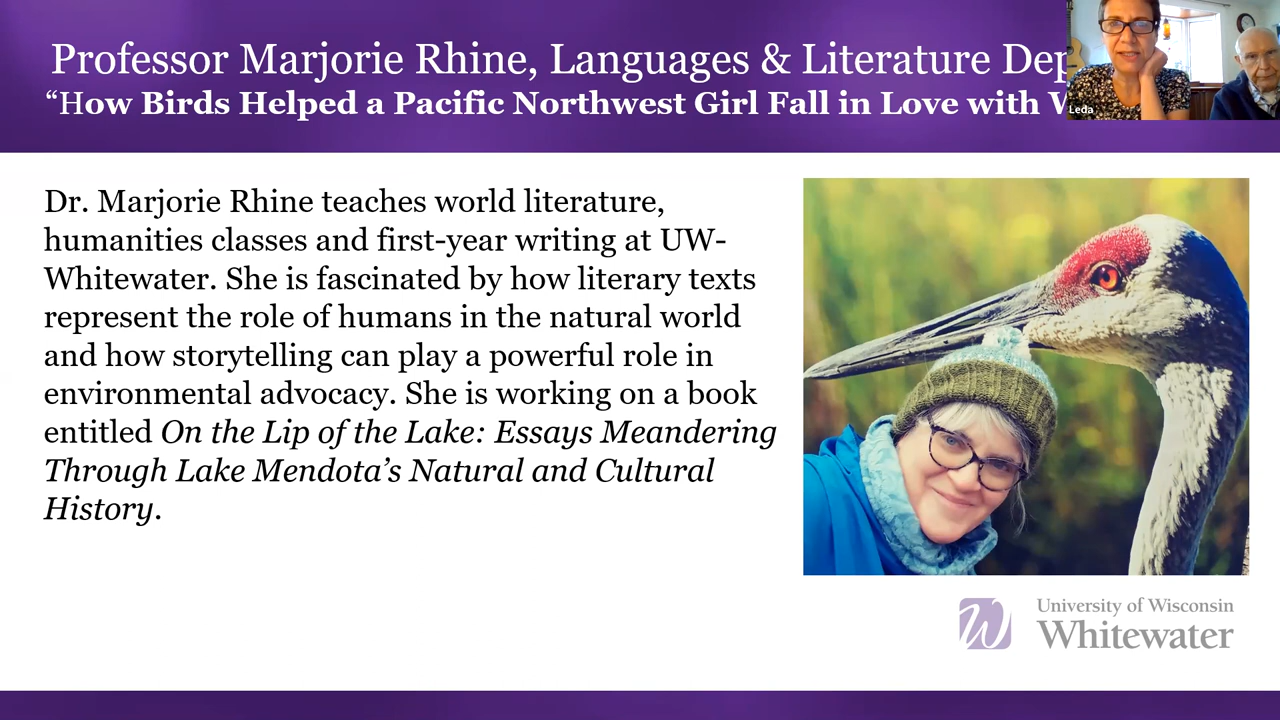 Professor Marjorie Rhine, Languages & Literature
“How Birds Helped a Pacific Northwest Girl Fall in Love with
Leda
Dr. Marjorie Rhine teaches world literature,
humanities classes and first-year writing at UW-
Whitewater. She is fascinated by how literary texts
represent the role of humans in the natural world
and how storytelling can play a powerful role in
environmental advocacy. She is working on a book
entitled On the Lip of the Lake: Essays Meandering
Through Lake Mendota’s Natural and Cultural
History.
University of Wisconsin
Whitewater